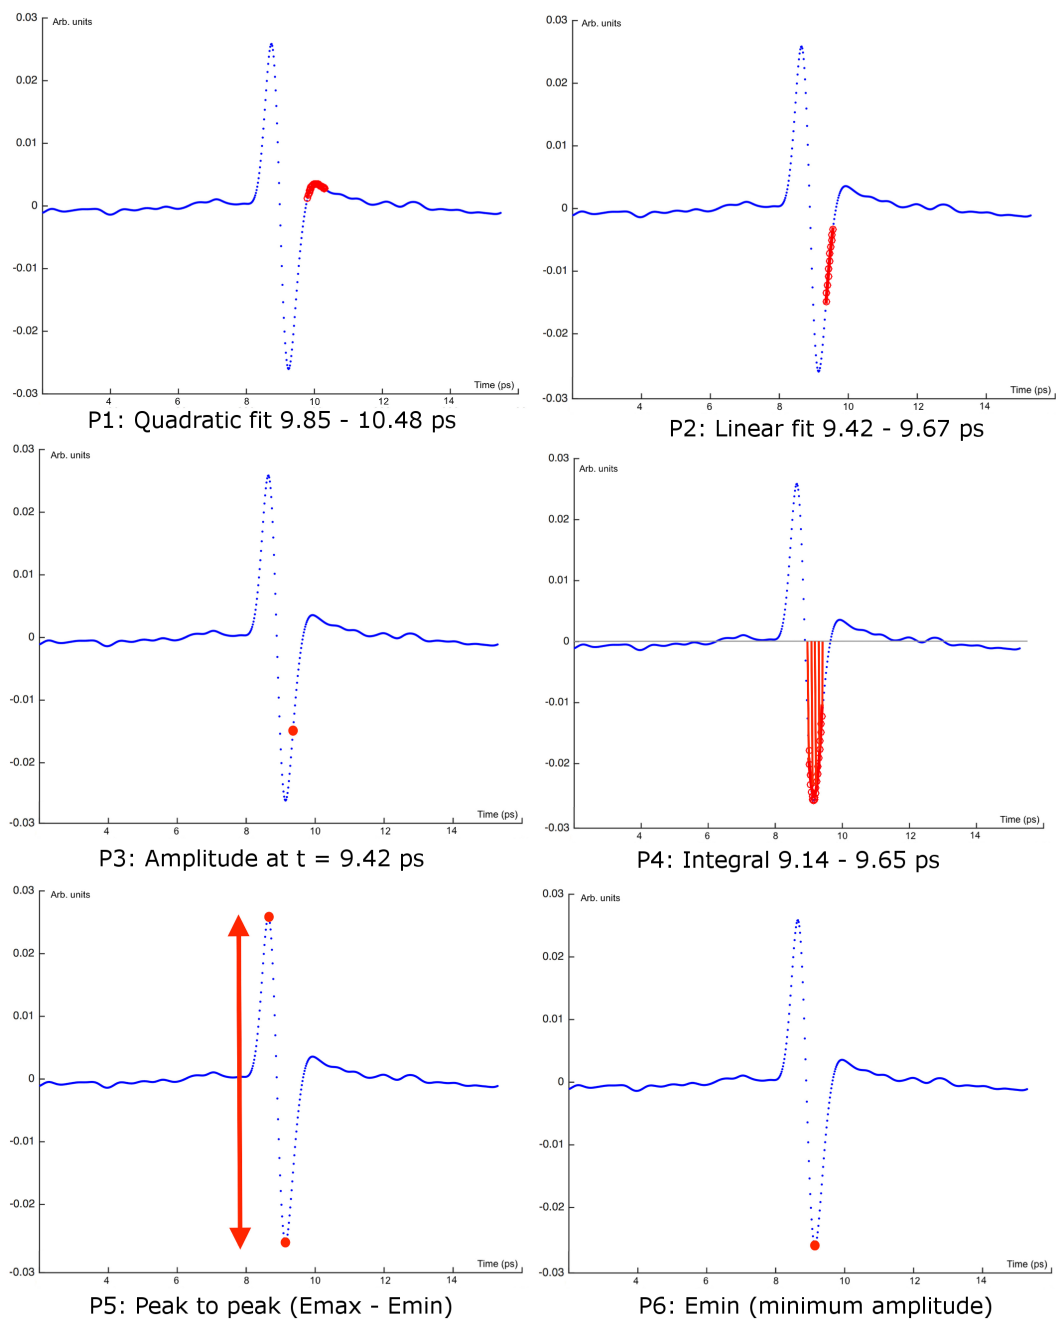 0.03
Arb. units
0.02
0.01
0
-0.01
-0.02
-0.03
Time (ps)
4 6 8 10 12 14
P1: Quadratic fit 9.85 - 10.48 ps
0.03
Arb. units
0.02
0.01
0
-0.01
-0.02
-0.03
Time (ps)
4 6 8 10 12 14
P2: Linear fit 9.42 - 9.67 ps
0.03
Arb. units
0.02
0.01
0
-0.01
-0.02
-0.03
Time (ps)
4 6 8 10 12 14
P3: Amplitude at t = 9.42 ps
0.03
Arb. units
0.02
0.01
0
-0.01
-0.02
-0.03
Time (ps)
4 6 8 10 12 14
P4: Integral 9.14 - 9.65 ps
0.03
Arb. units
0.02
0.01
0
-0.01
-0.02
-0.03
Time (ps)
4 6 8 10 12 14
P5: Peak to peak (Emax - Emin)
0.03
Arb. units
0.02
0.01
0
-0.01
-0.02
-0.03
Time (ps)
4 6 8 10 12 14
P6: Emin (minimum amplitude)